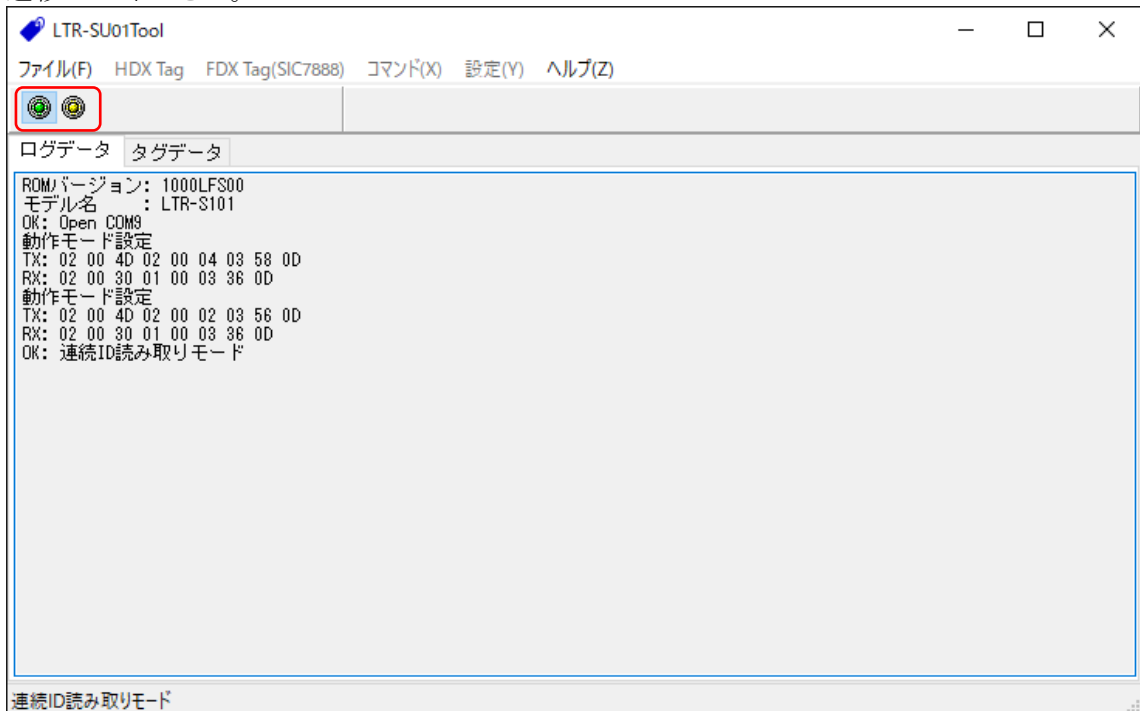 LTR-SU01Tool
ファイル(F) HDX Tag FDX Tag(SIC7888) コマンド(X) 設定(Y) ヘルプ(Z)
ログデータ タグデータ
ROMバージョン: 1000LFS00
モデル名 : LTR-S101
OK: Open COM9
動作モード設定
TX: 02 00 4D 02 00 04 03 58 0D
RX: 02 00 30 01 00 03 36 0D
動作モード設定
TX: 02 00 4D 02 00 02 03 56 0D
RX: 02 00 30 01 00 03 36 0D
OK: 連続ID読み取りモード
連続ID読み取りモード